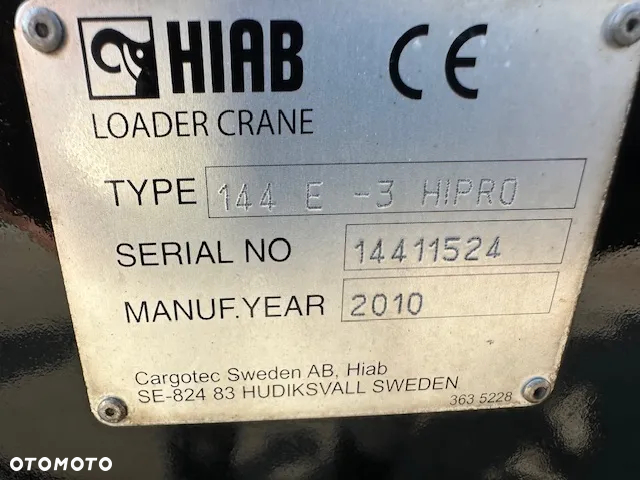 HIAB CE
LOADER CRANE
TYPE 144 E -3 HIPRO
SERIAL NO 14411524
MANUF.YEAR 2010
Cargotec Sweden AB, Hiab
SE-824 83 HUDIKSVALL SWEDEN
363 5228
OTOMOTO